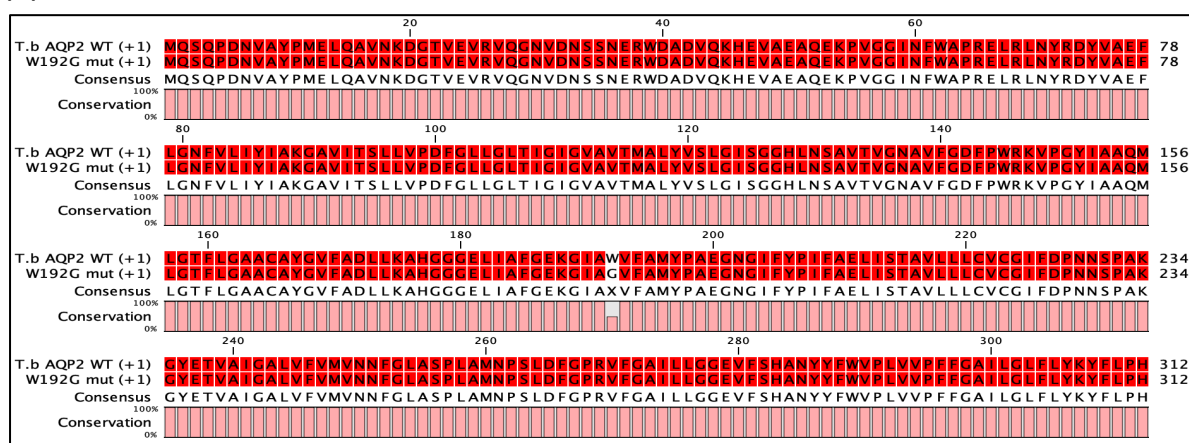 20 40 60
T.b AQP2 WT (+1) MQSQPDNVAYPMELQAVNKDGTVEVRVQGNVDNSSNERWDADVQKHEVAEAQEKPVGGINFWAPRELRLNYRDYVAEF 78
W192G mut (+1) MQSQPDNVAYPMELQAVNKDGTVEVRVQGNVDNSSNERWDADVQKHEVAEAQEKPVGGINFWAPRELRLNYRDYVAEF 78
Consensus MQSQPDNVAYPMELQAVNKDGTVEVRVQGNVDNSSNERWDADVQKHEVAEAQEKPVGGINFWAPRELRLNYRDYVAEF
100%
Conservation
0%
80 100 120 140
T.b AQP2 WT (+1) LGNFVLIYIAKGAVITSLLVPDFGLLGLTIGIGVAVTMALYVSLGISGGHLNSAVTVGNAVFGDFPWRKVPGYIAAQM 156
W192G mut (+1) LGNFVLIYIAKGAVITSLLVPDFGLLGLTIGIGVAVTMALYVSLGISGGHLNSAVTVGNAVFGDFPWRKVPGYIAAQM 156
Consensus LGNFVLIYIAKGAVITSLLVPDFGLLGLTIGIGVAVTMALYVSLGISGGHLNSAVTVGNAVFGDFPWRKVPGYIAAQM
100%
Conservation
0%
160 180 200 220
T.b AQP2 WT (+1) LGTFLGAACAYGVFADLLKAHGGGELIAFGEKGIAWVFAMYPAEGNGIFYPIFAELISTAVLLLCVCGIFDPNNSPAK 234
W192G mut (+1) LGTFLGAACAYGVFADLLKAHGGGELIAFGEKGIAGVFAMYPAEGNGIFYPIFAELISTAVLLLCVCGIFDPNNSPAK 234
Consensus LGTFLGAACAYGVFADLLKAHGGGELIAFGEKGIAXVFAMYPAEGNGIFYPIFAELISTAVLLLCVCGIFDPNNSPAK
100%
Conservation
0%
240 260 280 300
T.b AQP2 WT (+1) GYETVAIGALVFVMVNNFGLASPLAMNPSLDFGPRVFGAILLGGEVFSHANYYFWVPLVVPFFGAILGLFLYKYFLPH 312
W192G mut (+1) GYETVAIGALVFVMVNNFGLASPLAMNPSLDFGPRVFGAILLGGEVFSHANYYFWVPLVVPFFGAILGLFLYKYFLPH 312
Consensus GYETVAIGALVFVMVNNFGLASPLAMNPSLDFGPRVFGAILLGGEVFSHANYYFWVPLVVPFFGAILGLFLYKYFLPH
100%
Conservation
0%